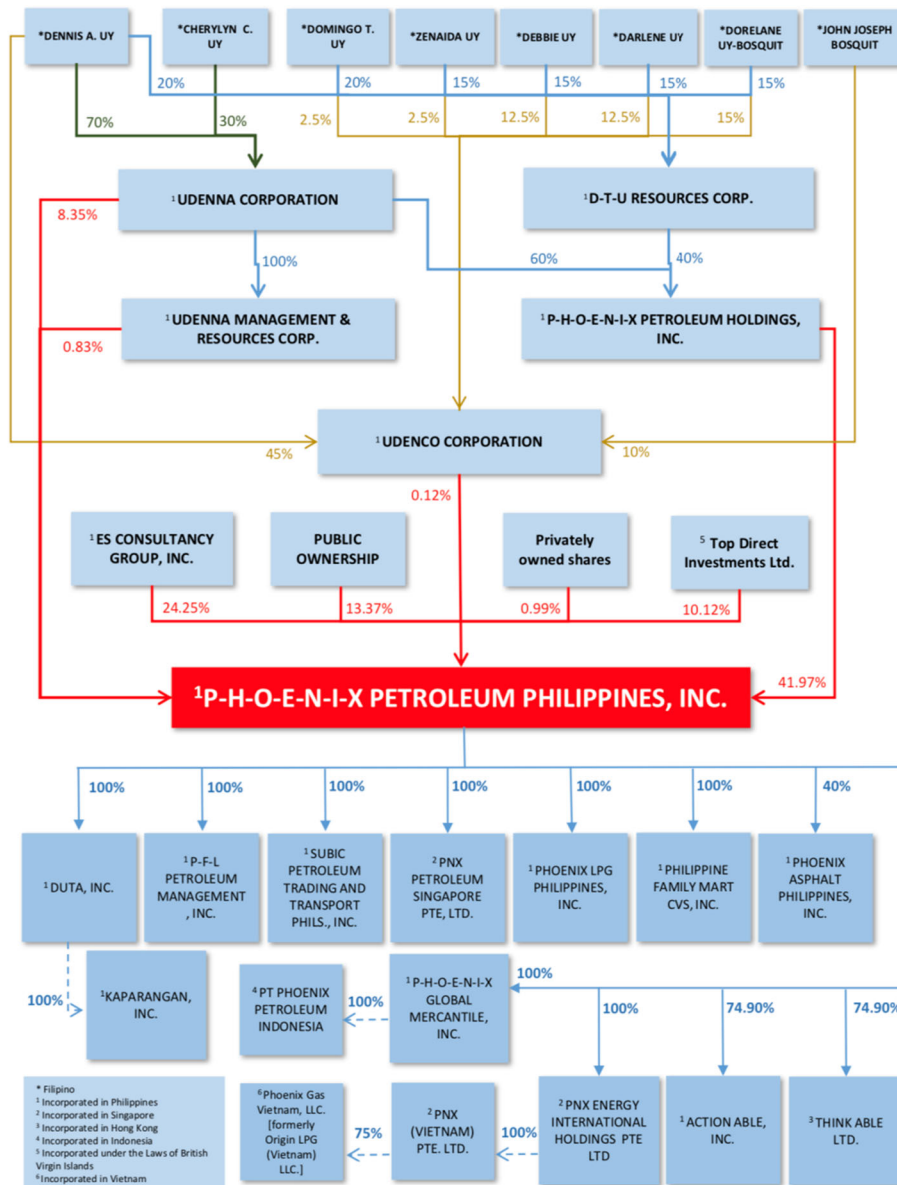 *DENNIS A. UY
*CHERYLYN C.
UY
*DOMINGO T.
UY
*ZENAIDA UY
*DEBBIE UY
*DARLENE UY
*DORELANE
UY-BOSQUIT
*JOHN JOSEPH
BOSQUIT
20%
20%
15%
15%
15%
15%
70%
30%
2.5%
2.5%
12.5%
12.5%
15%
¹UDENNA CORPORATION
¹D-T-U RESOURCES CORP.
8.35%
100%
60%
40%
¹UDENNA MANAGEMENT &
RESOURCES CORP.
¹P-H-O-E-N-I-X PETROLEUM HOLDINGS,
INC.
0.83%
¹UDENCO CORPORATION
45%
10%
0.12%
¹ES CONSULTANCY
GROUP, INC.
PUBLIC
OWNERSHIP
Privately
owned shares
⁵ Top Direct
Investments Ltd.
24.25%
13.37%
0.99%
10.12%
¹P-H-O-E-N-I-X PETROLEUM PHILIPPINES, INC.
41.97%
100%
100%
100%
100%
100%
100%
40%
¹DUTA, INC.
¹P-F-L
PETROLEUM
MANAGEMENT
, INC.
¹SUBIC
PETROLEUM
TRADING AND
TRANSPORT
PHILS., INC.
²PNX
PETROLEUM
SINGAPORE
PTE, LTD.
¹PHOENIX LPG
PHILIPPINES,
INC.
¹PHILIPPINE
FAMILY MART
CVS, INC.
¹PHOENIX
ASPHALT
PHILIPPINES,
INC.
100%
¹KAPARANGAN,
INC.
⁴PT PHOENIX
PETROLEUM
INDONESIA
100%
¹P-H-O-E-N-I-X
GLOBAL
MERCANTILE,
INC.
100%
100%
74.90%
74.90%
* Filipino
¹ Incorporated in Philippines
² Incorporated in Singapore
³ Incorporated in Hong Kong
⁴ Incorporated in Indonesia
⁵ Incorporated under the Laws of British
Virgin Islands
⁶ Incorporated in Vietnam
⁶Phoenix Gas
Vietnam, LLC.
[formerly
Origin LPG
(Vietnam)
LLC.]
75%
²PNX
(VIETNAM)
PTE. LTD.
100%
²PNX ENERGY
INTERNATIONAL
HOLDINGS PTE
LTD
¹ACTION ABLE,
INC.
³THINK ABLE
LTD.